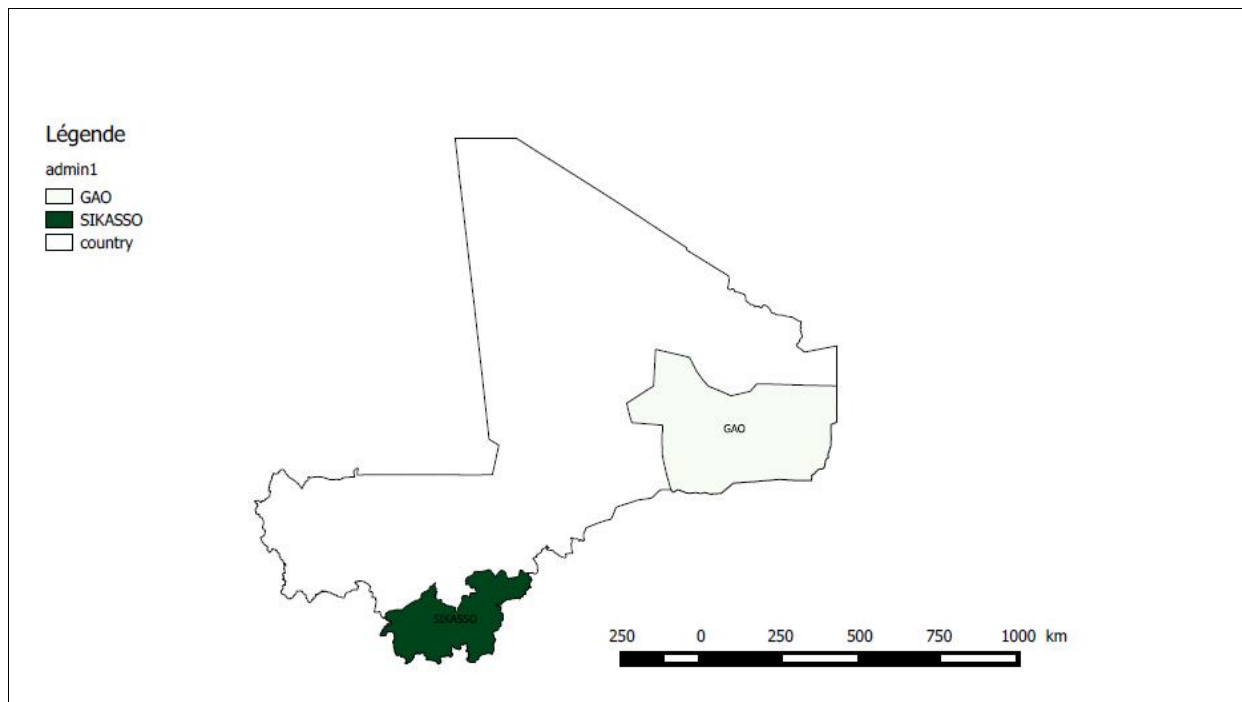 Légende
admin1
GAO
SIKASSO
country
GAO
SIKASSO
250 0 250 500 750 1000 km